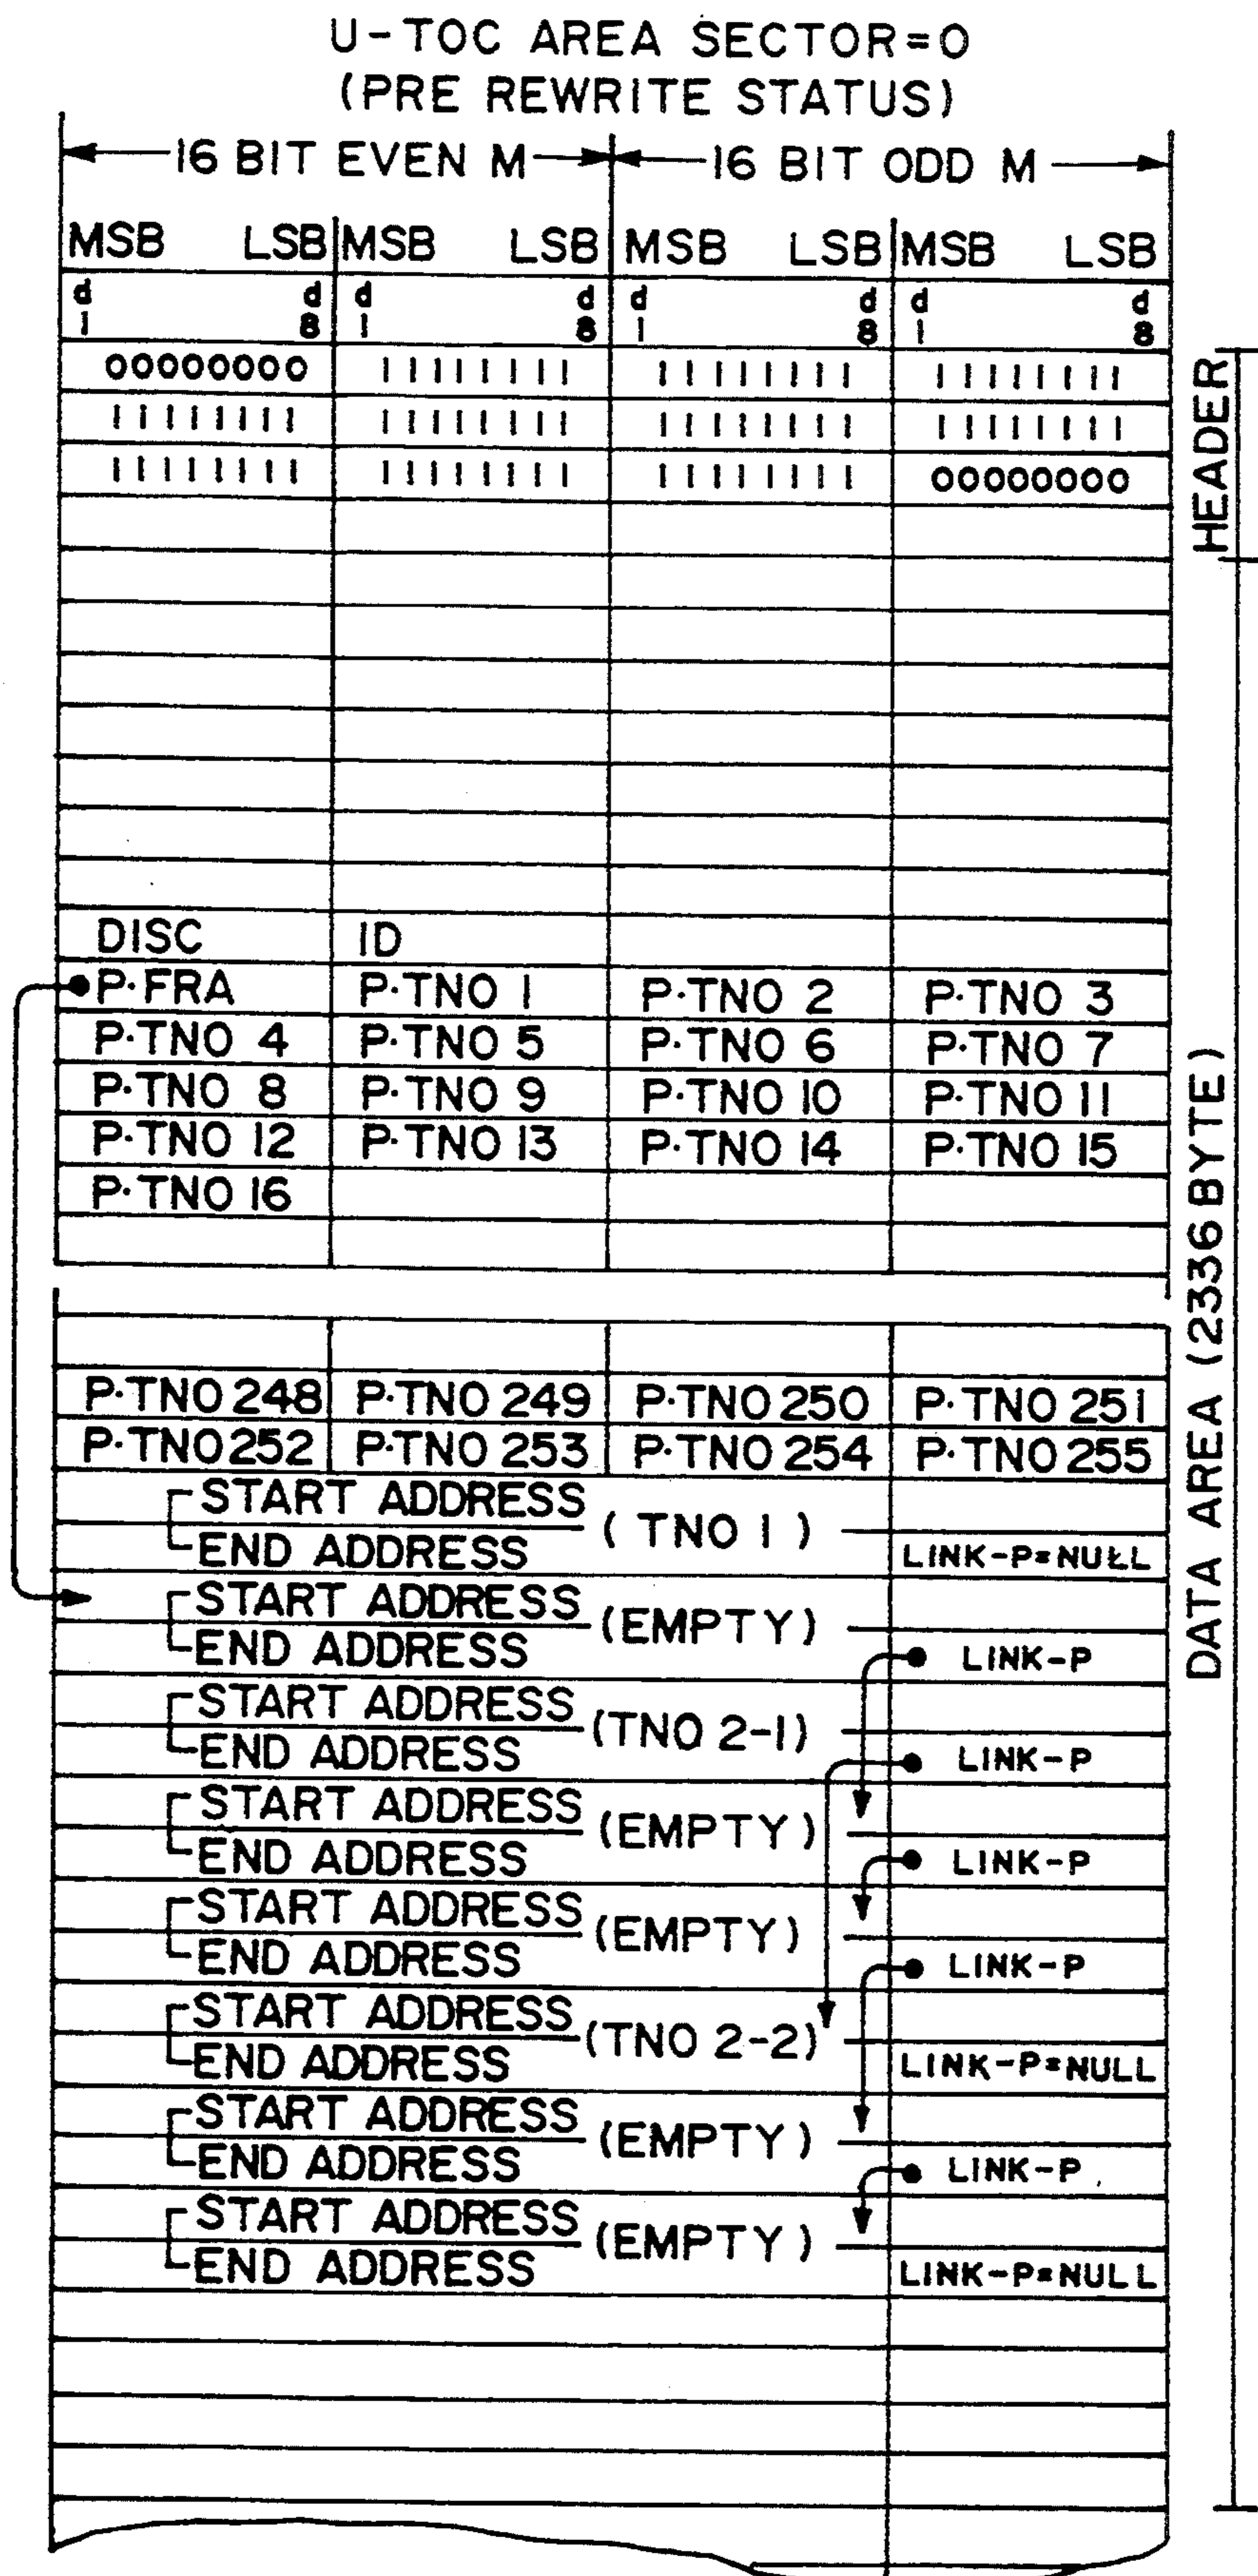 U-TOC AREA SECTOR=0
(PRE REWRITE STATUS)
16 BIT EVEN M 16 BIT ODD M
MSB LSB MSB LSB MSB LSB MSB LSB
d d d d d d d d
1 8 1 8 1 8 1 8
00000000 11111111 11111111 11111111
11111111 11111111 11111111 11111111
11111111 11111111 11111111 00000000
HEADER
DISC ID
P·FRA P·TNO 1 P·TNO 2 P·TNO 3
P·TNO 4 P·TNO 5 P·TNO 6 P·TNO 7
P·TNO 8 P·TNO 9 P·TNO 10 P·TNO 11
P·TNO 12 P·TNO 13 P·TNO 14 P·TNO 15
P·TNO 16
P·TNO 248 P·TNO 249 P·TNO 250 P·TNO 251
P·TNO 252 P·TNO 253 P·TNO 254 P·TNO 255
START ADDRESS
(TNO 1)
END ADDRESS LINK-P=NULL
START ADDRESS
(EMPTY)
END ADDRESS LINK-P
START ADDRESS
(TNO 2-1)
END ADDRESS LINK-P
START ADDRESS
(EMPTY)
END ADDRESS LINK-P
START ADDRESS
(EMPTY)
END ADDRESS LINK-P
START ADDRESS
(TNO 2-2)
END ADDRESS LINK-P=NULL
START ADDRESS
(EMPTY)
END ADDRESS LINK-P
START ADDRESS
(EMPTY)
END ADDRESS LINK-P=NULL
DATA AREA (2336 BYTE)